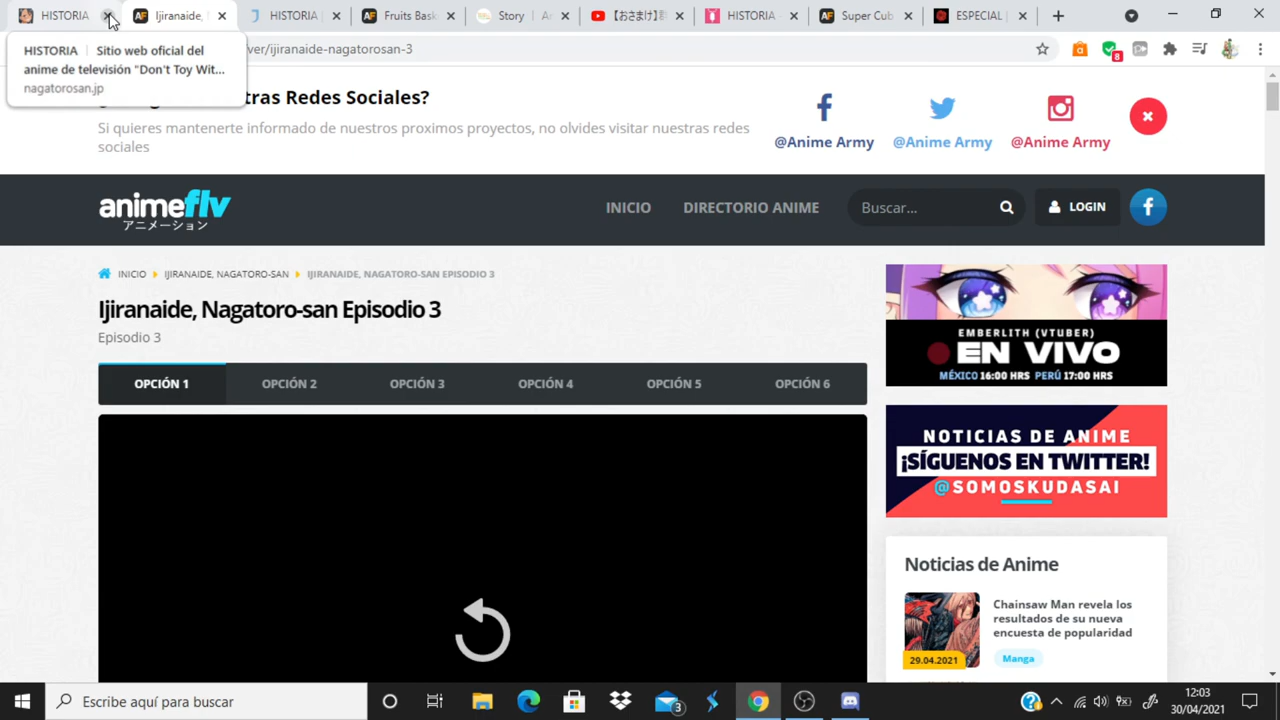 HISTORIA
Ijiranaide,
HISTORIA
Fruits Bask
Story
【おさまけ】
HISTORIA -
Super Cub
ESPECIAL
HISTORIA | Sitio web oficial del
anime de televisión "Don't Toy Wit...
nagatorosan.jp
ver/ijiranaide-nagatorosan-3
8
tras Redes Sociales?
Si quieres mantenerte informado de nuestros proximos proyectos, no olvides visitar nuestras redes
sociales
@Anime Army
@Anime Army
@Anime Army
animeflv
アニメーション
INICIO
DIRECTORIO ANIME
Buscar...
LOGIN
INICIO
IJIRANAIDE, NAGATORO-SAN
IJIRANAIDE, NAGATORO-SAN EPISODIO 3
Ijiranaide, Nagatoro-san Episodio 3
Episodio 3
OPCIÓN 1
OPCIÓN 2
OPCIÓN 3
OPCIÓN 4
OPCIÓN 5
OPCIÓN 6
EMBERLITH (VTUBER)
EN VIVO
MÉXICO 16:00 HRS PERÚ 17:00 HRS
NOTICIAS DE ANIME
¡SÍGUENOS EN TWITTER!
@SOMOSKUDASAI
Noticias de Anime
Chainsaw Man revela los
resultados de su nueva
encuesta de popularidad
29.04.2021
Manga
Escribe aquí para buscar
3
12:03
30/04/2021